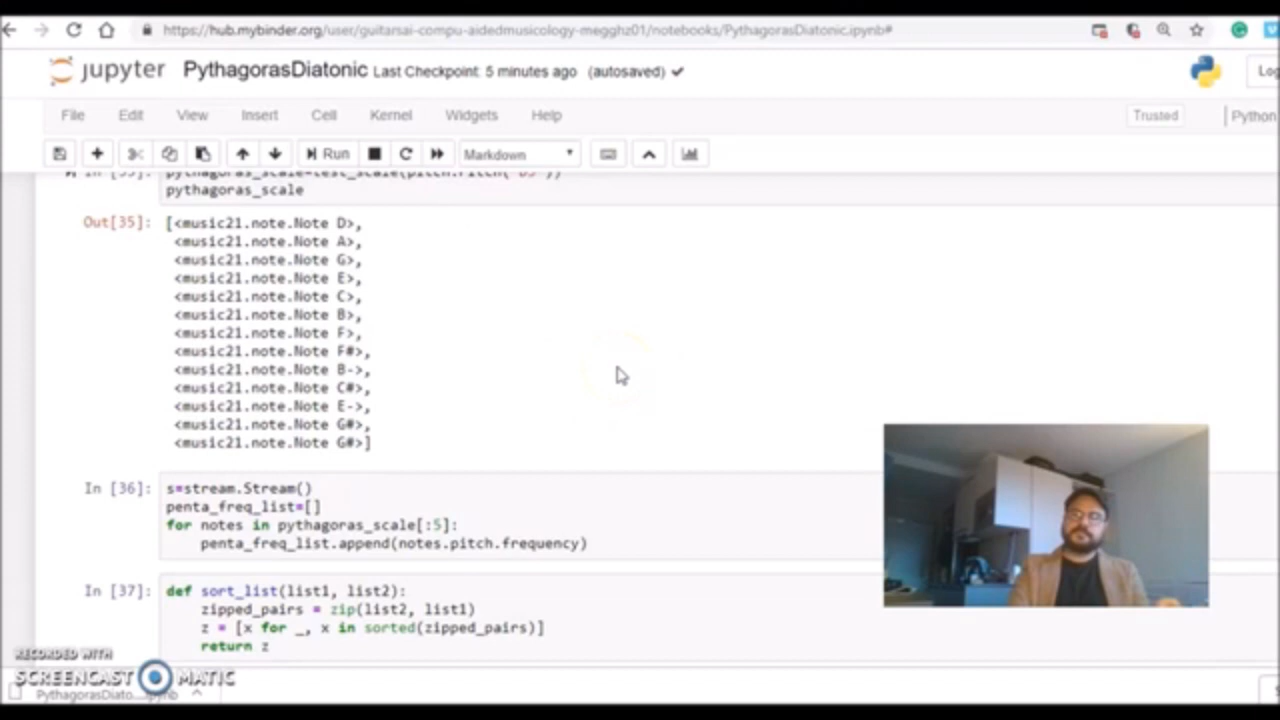 https://hub.mybinder.org/user/guitarsai-compu-aidedmusicology-megghz01/notebooks/PythagorasDiatonic.ipynb#
jupyter PythagorasDiatonic Last Checkpoint: 5 minutes ago (autosaved)
File Edit View Insert Cell Kernel Widgets Help Trusted Python
Run Markdown
pythagoras_scale
Out[35]: [<music21.note.Note D>,
<music21.note.Note A>,
<music21.note.Note G>,
<music21.note.Note E>,
<music21.note.Note C>,
<music21.note.Note B>,
<music21.note.Note F>,
<music21.note.Note F#>,
<music21.note.Note B->,
<music21.note.Note C#>,
<music21.note.Note E->,
<music21.note.Note G#>,
<music21.note.Note G#>]
In [36]: s=stream.Stream()
penta_freq_list=[]
for notes in pythagoras_scale[:5]:
penta_freq_list.append(notes.pitch.frequency)
In [37]: def sort_list(list1, list2):
zipped_pairs = zip(list2, list1)
z = [x for _, x in sorted(zipped_pairs)]
return z
RECORDED WITH
SCREENCAST MATIC
PythagorasDiato....ipynb